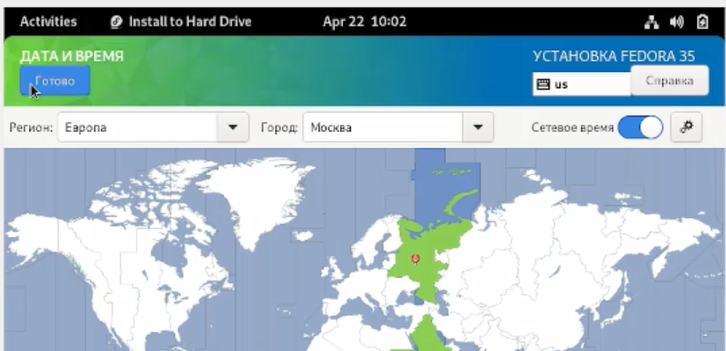 Activities Install to Hard Drive Apr 22 10:02
ДАТА И ВРЕМЯ УСТАНОВКА FEDORA 35
Готово us Справка
Регион: Европа Город: Москва Сетевое время